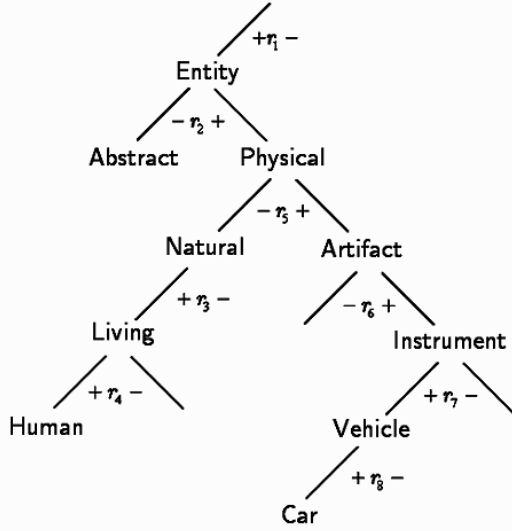 +r₁ −
Entity
− r₂ +
Abstract Physical
− r₅ +
Natural Artifact
+ r₃ − − r₆ +
Living Instrument
+ r₄ − + r₇ −
Human Vehicle
+ r₈ −
Car